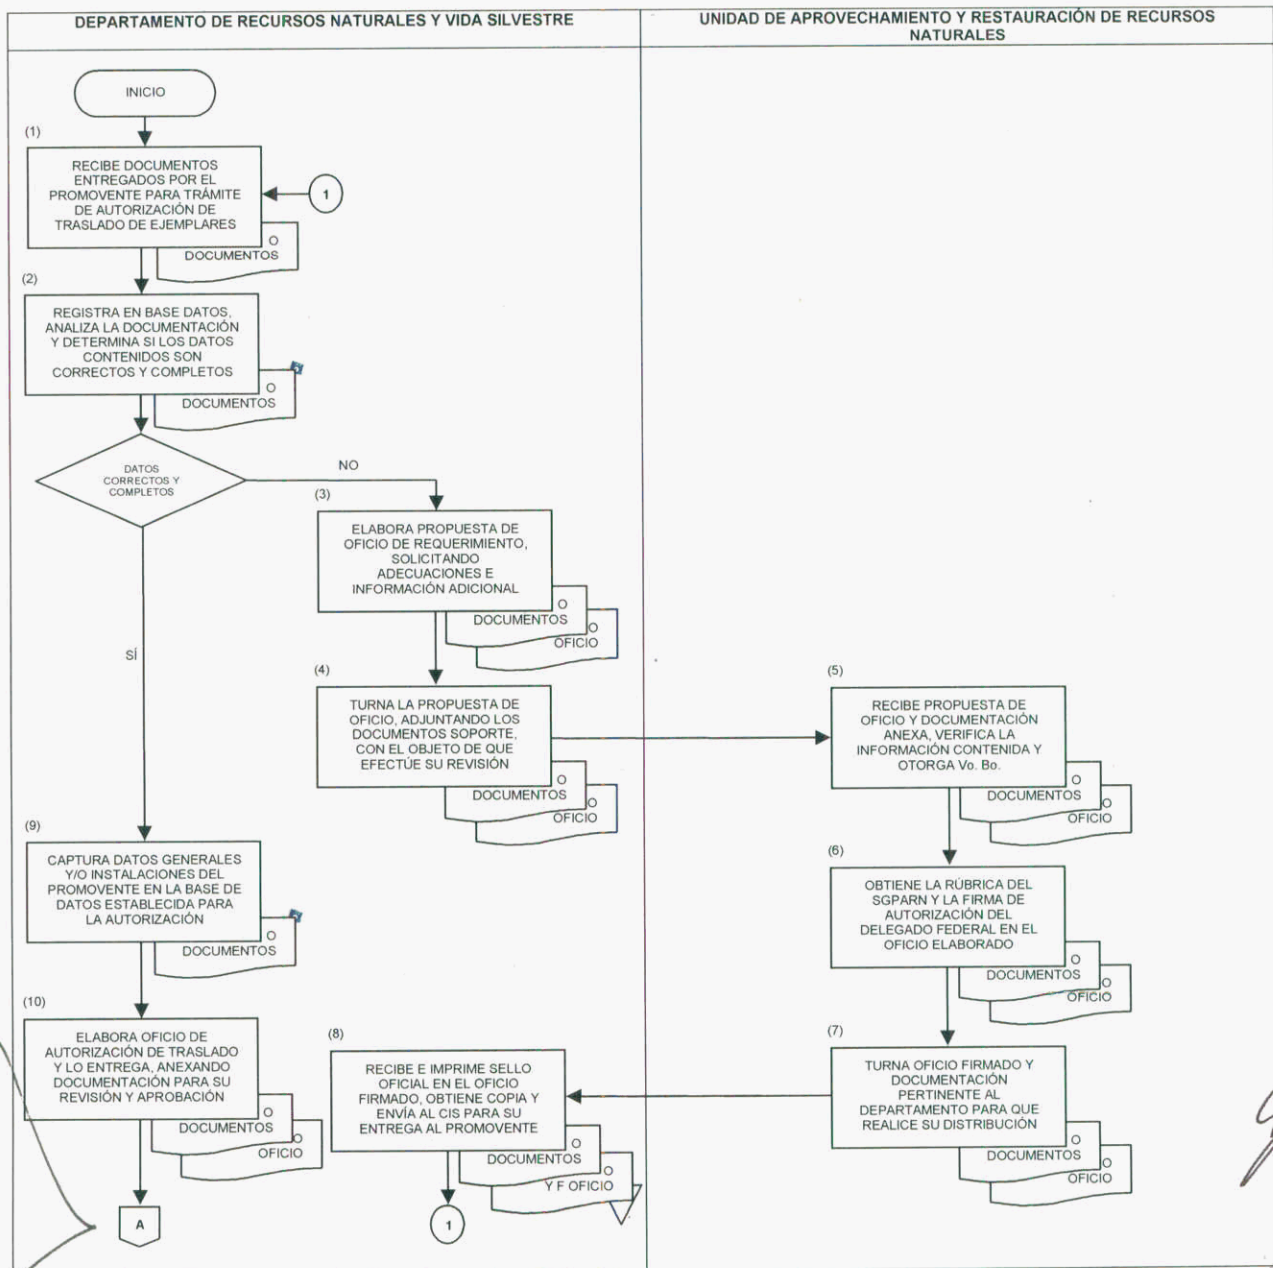 DEPARTAMENTO DE RECURSOS NATURALES Y VIDA SILVESTRE
UNIDAD DE APROVECHAMIENTO Y RESTAURACIÓN DE RECURSOS
NATURALES
INICIO
(1)
RECIBE DOCUMENTOS
ENTREGADOS POR EL
PROMOVENTE PARA TRÁMITE
DE AUTORIZACIÓN DE
TRASLADO DE EJEMPLARES
1
O
DOCUMENTOS
(2)
REGISTRA EN BASE DATOS,
ANALIZA LA DOCUMENTACIÓN
Y DETERMINA SI LOS DATOS
CONTENIDOS SON
CORRECTOS Y COMPLETOS
O
DOCUMENTOS
DATOS
CORRECTOS Y
COMPLETOS
NO
SÍ
(3)
ELABORA PROPUESTA DE
OFICIO DE REQUERIMIENTO,
SOLICITANDO
ADECUACIONES E
INFORMACIÓN ADICIONAL
O
DOCUMENTOS
O
OFICIO
(4)
TURNA LA PROPUESTA DE
OFICIO, ADJUNTANDO LOS
DOCUMENTOS SOPORTE,
CON EL OBJETO DE QUE
EFECTÚE SU REVISIÓN
O
DOCUMENTOS
O
OFICIO
(5)
RECIBE PROPUESTA DE
OFICIO Y DOCUMENTACIÓN
ANEXA, VERIFICA LA
INFORMACIÓN CONTENIDA Y
OTORGA Vo. Bo.
O
DOCUMENTOS
O
OFICIO
(6)
OBTIENE LA RÚBRICA DEL
SGPARN Y LA FIRMA DE
AUTORIZACIÓN DEL
DELEGADO FEDERAL EN EL
OFICIO ELABORADO
O
DOCUMENTOS
O
OFICIO
(7)
TURNA OFICIO FIRMADO Y
DOCUMENTACIÓN
PERTINENTE AL
DEPARTAMENTO PARA QUE
REALICE SU DISTRIBUCIÓN
O
DOCUMENTOS
O
OFICIO
(8)
RECIBE E IMPRIME SELLO
OFICIAL EN EL OFICIO
FIRMADO, OBTIENE COPIA Y
ENVÍA AL CIS PARA SU
ENTREGA AL PROMOVENTE
O
DOCUMENTOS
O
Y F OFICIO
1
(9)
CAPTURA DATOS GENERALES
Y/O INSTALACIONES DEL
PROMOVENTE EN LA BASE DE
DATOS ESTABLECIDA PARA
LA AUTORIZACIÓN
O
DOCUMENTOS
(10)
ELABORA OFICIO DE
AUTORIZACIÓN DE TRASLADO
Y LO ENTREGA, ANEXANDO
DOCUMENTACIÓN PARA SU
REVISIÓN Y APROBACIÓN
O
DOCUMENTOS
O
OFICIO
A